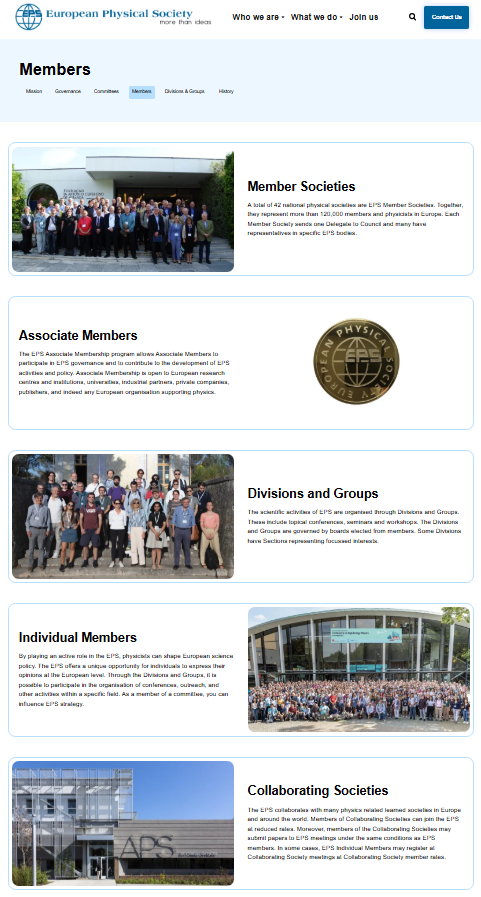 EPS European Physical Society
more than ideas
Who we are
What we do
Join us
Contact Us
Members
Mission
Governance
Committees
Members
Divisions & Groups
History
Member Societies
A total of 42 national physical societies are EPS Member Societies. Together,
they represent more than 120,000 members and physicists in Europe. Each
Member Society sends one Delegate to Council and many have
representatives in specific EPS bodies.
Associate Members
The EPS Associate Membership program allows Associate Members to
participate in EPS governance and to contribute to the development of EPS
activities and policy. Associate Membership is open to European research
centres and institutions, universities, industrial partners, private companies,
publishers, and indeed any European organisation supporting physics.
EUROPEAN PHYSICAL SOCIETY
EPS
Divisions and Groups
The scientific activities of EPS are organised through Divisions and Groups.
These include topical conferences, seminars and workshops. The Divisions
and Groups are governed by boards elected from members. Some Divisions
have Sections representing focussed interests.
Individual Members
By playing an active role in the EPS, physicists can shape European science
policy. The EPS offers a unique opportunity for individuals to express their
opinions at the European level. Through the Divisions and Groups, it is
possible to participate in the organisation of conferences, outreach, and
other activities within a specific field. As a member of a committee, you can
influence EPS strategy.
Collaborating Societies
The EPS collaborates with many physics related learned societies in Europe
and around the world. Members of Collaborating Societies can join the EPS
at reduced rates. Moreover, members of the Collaborating Societies may
submit papers to EPS meetings under the same conditions as EPS
members. In some cases, EPS Individual Members may register at
Collaborating Society meetings at Collaborating Society member rates.